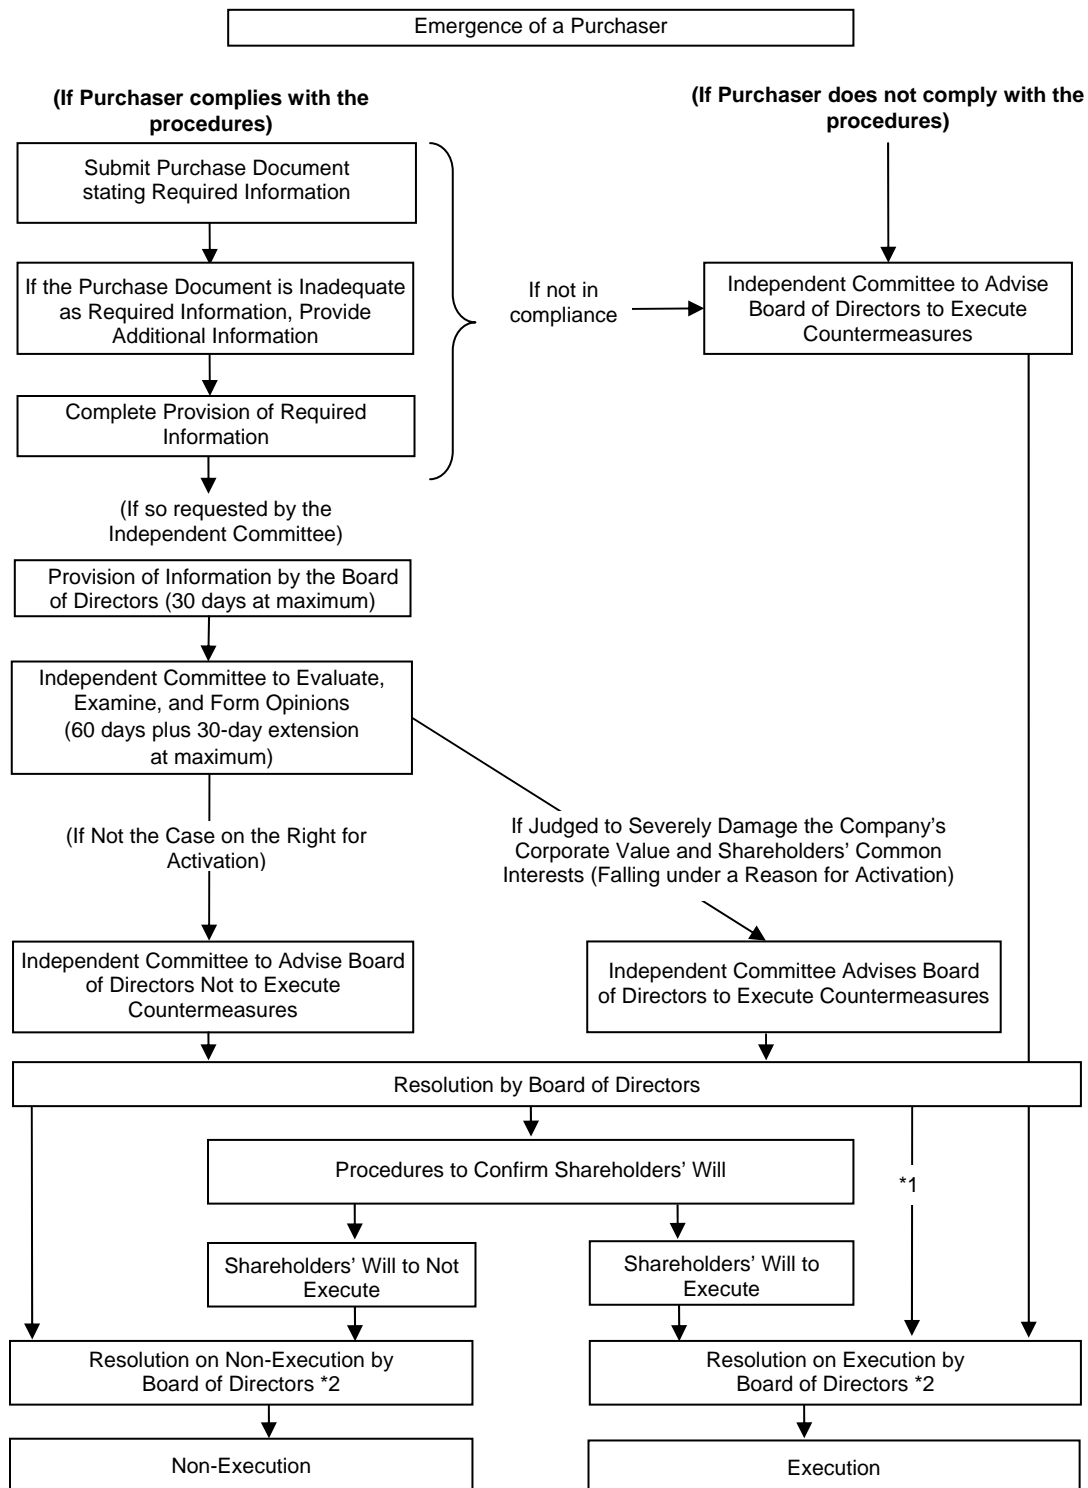 Emergence of a Purchaser
(If Purchaser complies with the
procedures)
(If Purchaser does not comply with the
procedures)
Submit Purchase Document
stating Required Information
If the Purchase Document is Inadequate
as Required Information, Provide
Additional Information
If not in
compliance
Independent Committee to Advise
Board of Directors to Execute
Countermeasures
Complete Provision of Required
Information
(If so requested by the
Independent Committee)
Provision of Information by the Board
of Directors (30 days at maximum)
Independent Committee to Evaluate,
Examine, and Form Opinions
(60 days plus 30-day extension
at maximum)
(If Not the Case on the Right for
Activation)
If Judged to Severely Damage the Company’s
Corporate Value and Shareholders’ Common
Interests (Falling under a Reason for Activation)
Independent Committee to Advise Board
of Directors Not to Execute
Countermeasures
Independent Committee Advises Board
of Directors to Execute Countermeasures
Resolution by Board of Directors
Procedures to Confirm Shareholders’ Will
*1
Shareholders’ Will to Not
Execute
Shareholders’ Will to
Execute
Resolution on Non-Execution by
Board of Directors *2
Resolution on Execution by
Board of Directors *2
Non-Execution
Execution